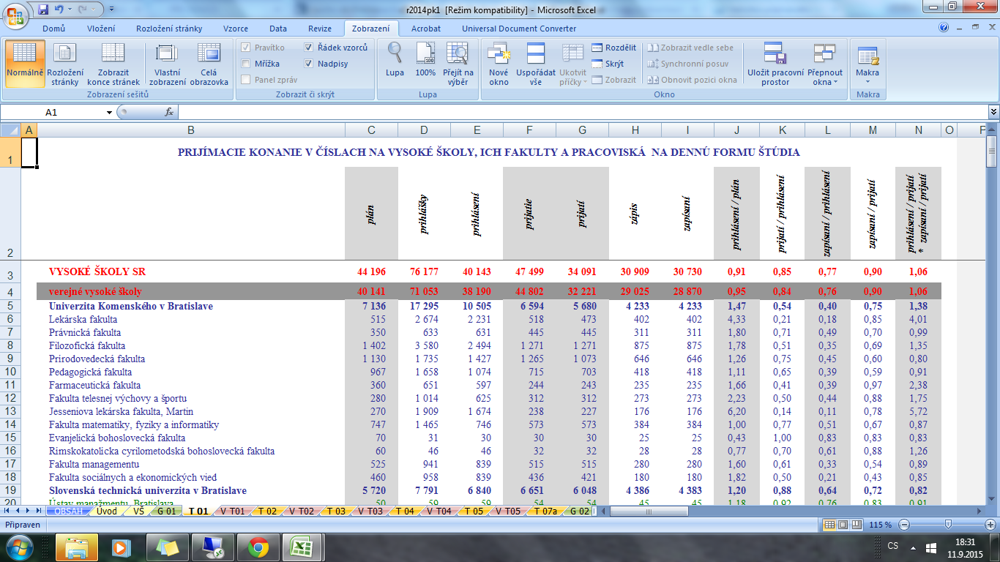 r2014pk1 [Režim kompatibility] - Microsoft Excel
Domů Vložení Rozložení stránky Vzorce Data Revize Zobrazení Acrobat Universal Document Converter
Normálně Rozložení stránky Zobrazit konce stránek Vlastní zobrazení Celá obrazovka
Zobrazení sešitů
Pravítko Řádek vzorců
Mřížka Nadpisy
Panel zpráv
Zobrazit či skrýt
Lupa 100% Přejít na výběr
Lupa
Nové okno Uspořádat vše Ukotvit příčky
Rozdělit
Skrýt
Zobrazit
Zobrazit vedle sebe
Synchronní posuv
Obnovit pozici okna
Uložit pracovní prostor Přepnout okna
Okno
Makra
Makra
A1 fx
A B C D E F G H I J K L M N O P
1 PRIJÍMACIE KONANIE V ČÍSLACH NA VYSOKÉ ŠKOLY, ICH FAKULTY A PRACOVISKÁ NA DENNÚ FORMU ŠTÚDIA
2 plán prihlášky prihlásení prijatie prijatí zápis zapísaní prihlásení / plán prijatí / prihlásení zapísaní / prihlásení zapísaní / prijatí prihlásení / prijatí * zapísaní / prijatí
3 VYSOKÉ ŠKOLY SR 44 196 76 177 40 143 47 499 34 091 30 909 30 730 0,91 0,85 0,77 0,90 1,06
4 verejné vysoké školy 40 141 71 053 38 190 44 802 32 221 29 025 28 870 0,95 0,84 0,76 0,90 1,06
5 Univerzita Komenského v Bratislave 7 136 17 295 10 505 6 594 5 680 4 233 4 233 1,47 0,54 0,40 0,75 1,38
6 Lekárska fakulta 515 2 674 2 231 518 473 402 402 4,33 0,21 0,18 0,85 4,01
7 Právnická fakulta 350 633 631 445 445 311 311 1,80 0,71 0,49 0,70 0,99
8 Filozofická fakulta 1 402 3 580 2 494 1 271 1 271 875 875 1,78 0,51 0,35 0,69 1,35
9 Prírodovedecká fakulta 1 130 1 735 1 427 1 265 1 073 646 646 1,26 0,75 0,45 0,60 0,80
10 Pedagogická fakulta 967 1 658 1 074 715 703 418 418 1,11 0,65 0,39 0,59 0,91
11 Farmaceutická fakulta 360 651 597 244 243 235 235 1,66 0,41 0,39 0,97 2,38
12 Fakulta telesnej výchovy a športu 280 1 014 625 312 312 273 273 2,23 0,50 0,44 0,88 1,75
13 Jesseniova lekárska fakulta, Martin 270 1 909 1 674 238 227 176 176 6,20 0,14 0,11 0,78 5,72
14 Fakulta matematiky, fyziky a informatiky 747 1 465 746 573 573 384 384 1,00 0,77 0,51 0,67 0,87
15 Evanjelická bohoslovecká fakulta 70 31 30 30 30 25 25 0,43 1,00 0,83 0,83 0,83
16 Rímskokatolícka cyrilometodská bohoslovecká fakulta 60 46 46 32 32 28 28 0,77 0,70 0,61 0,88 1,26
17 Fakulta managementu 525 941 839 515 515 280 280 1,60 0,61 0,33 0,54 0,89
18 Fakulta sociálnych a ekonomických vied 460 958 839 436 421 180 180 1,82 0,50 0,21 0,43 0,85
19 Slovenská technická univerzita v Bratislave 5 720 7 791 6 840 6 651 6 048 4 386 4 383 1,20 0,88 0,64 0,72 0,82
20 Ústav manažmentu, Bratislava 50 59 59 54 54 45 45 1,18 0,92 0,76 0,83 0,91
OBSAH Úvod VŠ G 01 T 01 V T01 T 02 V T02 T 03 V T03 T 04 V T04 T 05 V T05 T 07a G 02
Připraven 115 %
CS 18:31
11.9.2015